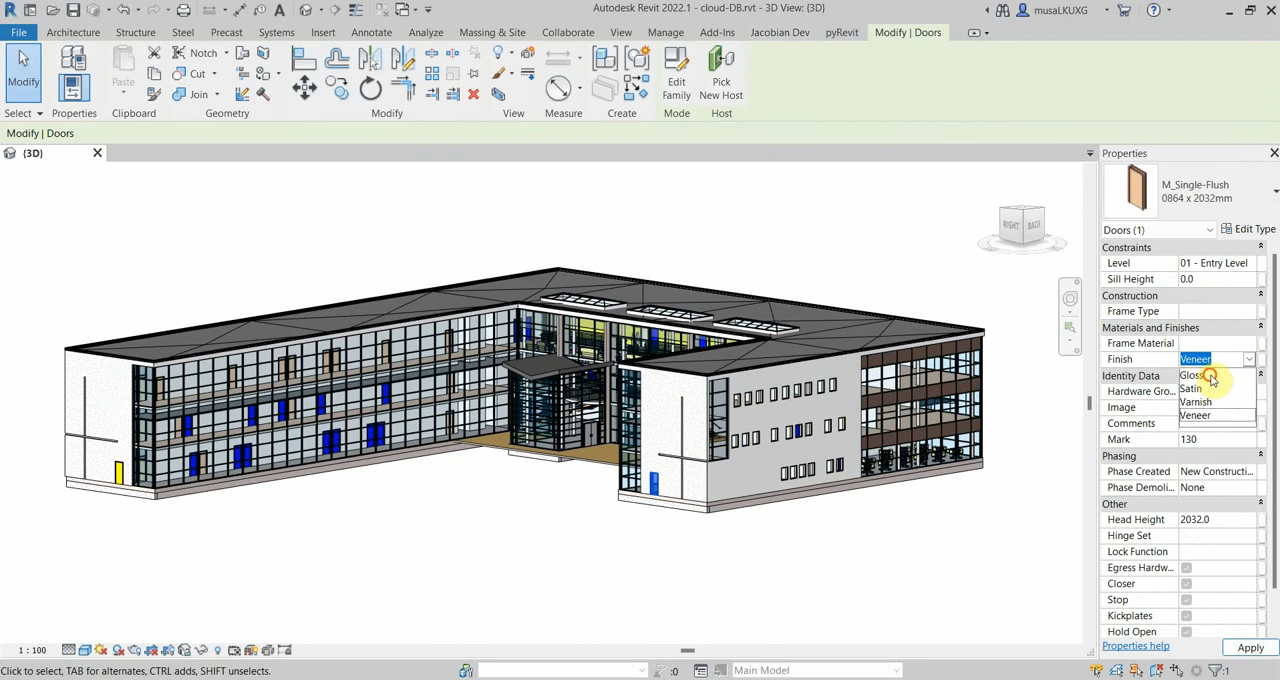 Autodesk Revit 2022.1 - cloud-DB.rvt - 3D View: {3D}
musaLKUXG
File Architecture Structure Steel Precast Systems Insert Annotate Analyze Massing & Site Collaborate View Manage Add-Ins Jacobian Dev pyRevit Modify | Doors
Modify
Paste
Notch
Cut
Join
Edit
Family
Pick
New Host
Select Properties Clipboard Geometry Modify View Measure Create Mode Host
Modify | Doors
{3D}
RIGHT BACK
Properties
M_Single-Flush
0864 x 2032mm
Doors (1) Edit Type
Constraints
Level 01 - Entry Level
Sill Height 0.0
Construction
Frame Type
Materials and Finishes
Frame Material
Finish Veneer
Gloss
Satin
Varnish
Veneer
Identity Data
Hardware Gro...
Image
Comments
Mark 130
Phasing
Phase Created New Constructi...
Phase Demoli... None
Other
Head Height 2032.0
Hinge Set
Lock Function
Egress Hardw...
Closer
Stop
Kickplates
Hold Open
Properties help Apply
1 : 100
Click to select, TAB for alternates, CTRL adds, SHIFT unselects.
:0
Main Model
:1